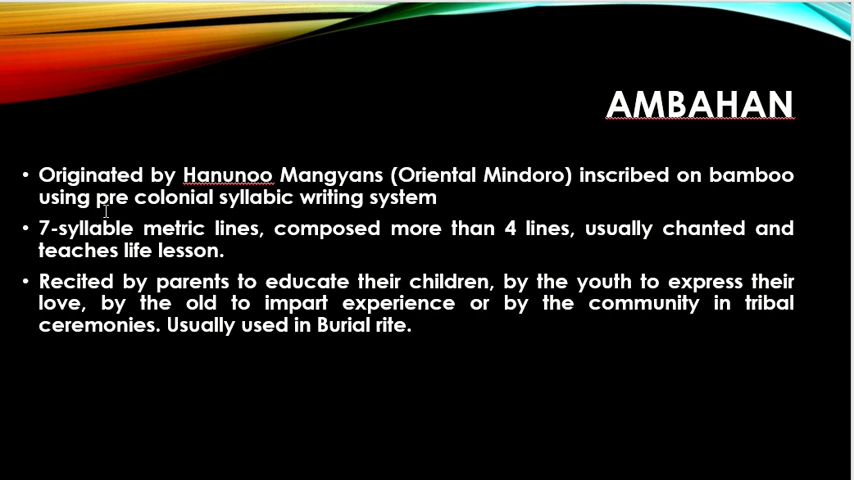 AMBAHAN
• Originated by Hanunoo Mangyans (Oriental Mindoro) inscribed on bamboo
using pre colonial syllabic writing system
• 7-syllable metric lines, composed more than 4 lines, usually chanted and
teaches life lesson.
• Recited by parents to educate their children, by the youth to express their
love, by the old to impart experience or by the community in tribal
ceremonies. Usually used in Burial rite.